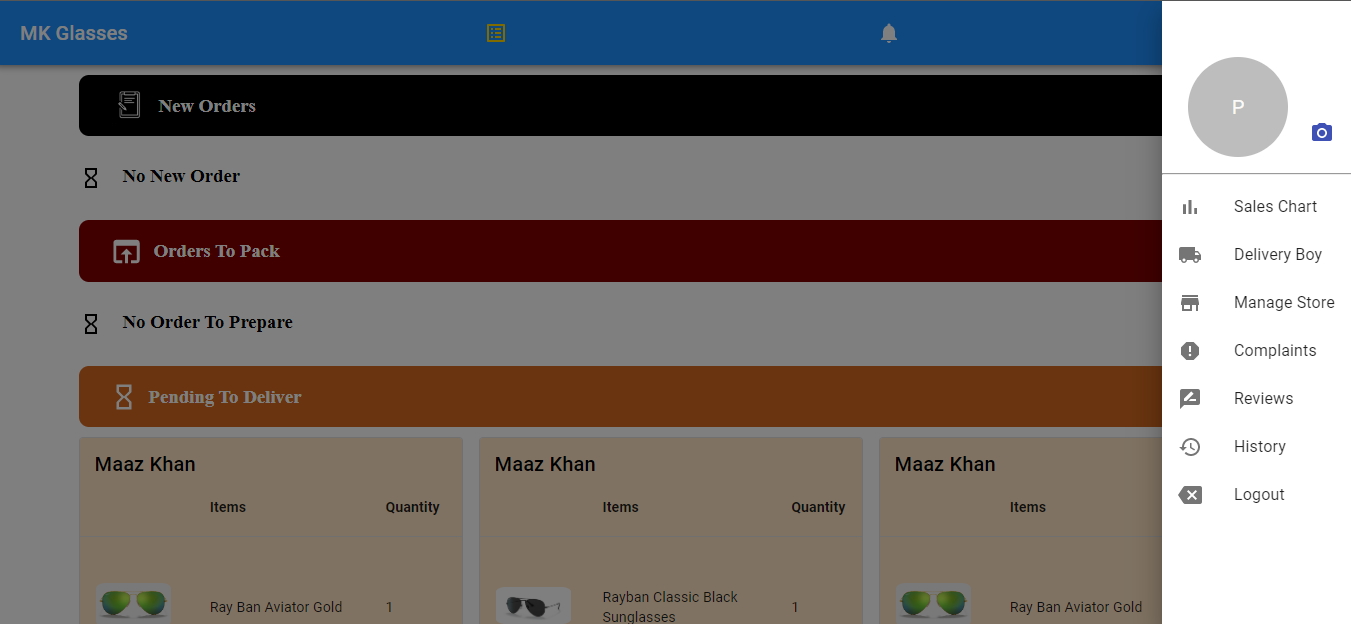 MK Glasses
P
New Orders
No New Order
Orders To Pack
No Order To Prepare
Pending To Deliver
Maaz Khan
Items Quantity
Ray Ban Aviator Gold 1
Maaz Khan
Items Quantity
Rayban Classic Black
Sunglasses
1
Maaz Khan
Items
Ray Ban Aviator Gold
Sales Chart
Delivery Boy
Manage Store
Complaints
Reviews
History
Logout